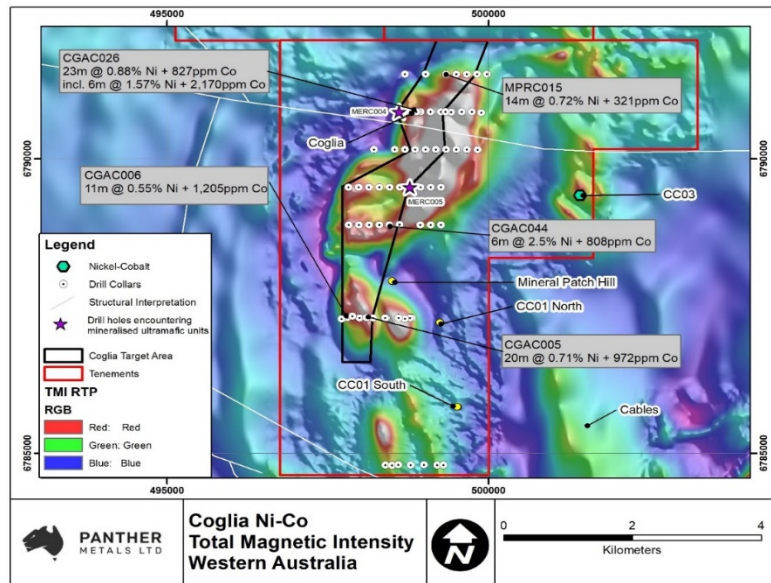 495000
500000
CGAC026
23m @ 0.88% Ni + 827ppm Co
incl. 6m @ 1.57% Ni + 2,170ppm Co
MPRC015
14m @ 0.72% Ni + 321ppm Co
MERC004
Coglia
6790000
6790000
CGAC006
11m @ 0.55% Ni + 1,205ppm Co
MERC005
CC03
CGAC044
6m @ 2.5% Ni + 808ppm Co
Legend
Nickel-Cobalt
Drill Collars
Structural Interpretation
Drill holes encountering
mineralised ultramafic units
Coglia Target Area
Tenements
TMI RTP
RGB
Red: Red
Green: Green
Blue: Blue
Mineral Patch Hill
CC01 North
CGAC005
20m @ 0.71% Ni + 972ppm Co
CC01 South
Cables
6785000
6785000
495000
500000
PANTHER
METALS LTD
Coglia Ni-Co
Total Magnetic Intensity
Western Australia
N
0 2 4
Kilometers